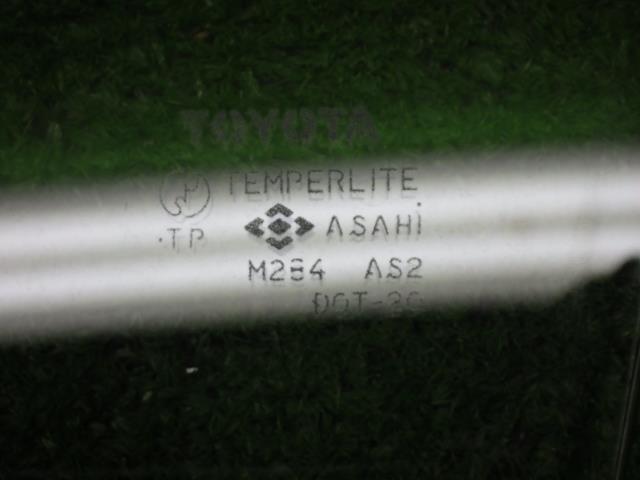 TOYOTA
TEMPERLITE
ASAHI
TP
M284 AS2
DOT-20